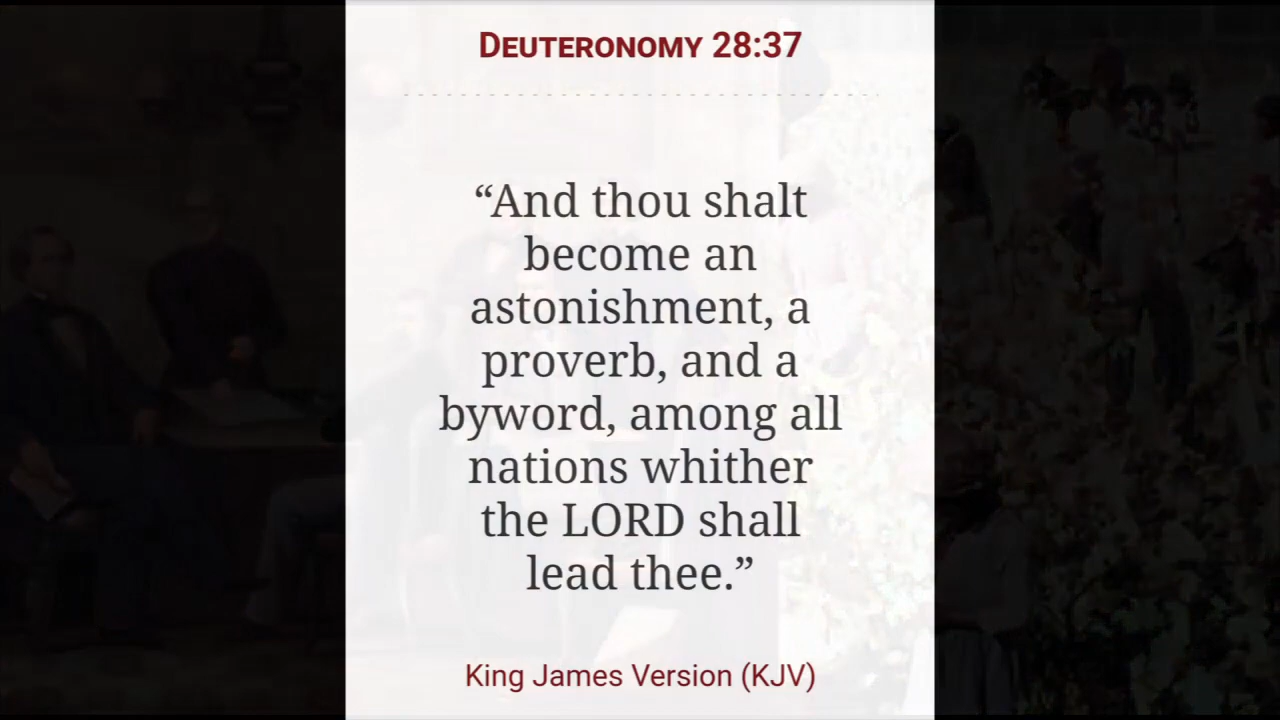 DEUTERONOMY 28:37
“And thou shalt
become an
astonishment, a
proverb, and a
byword, among all
nations whither
the LORD shall
lead thee.”
King James Version (KJV)